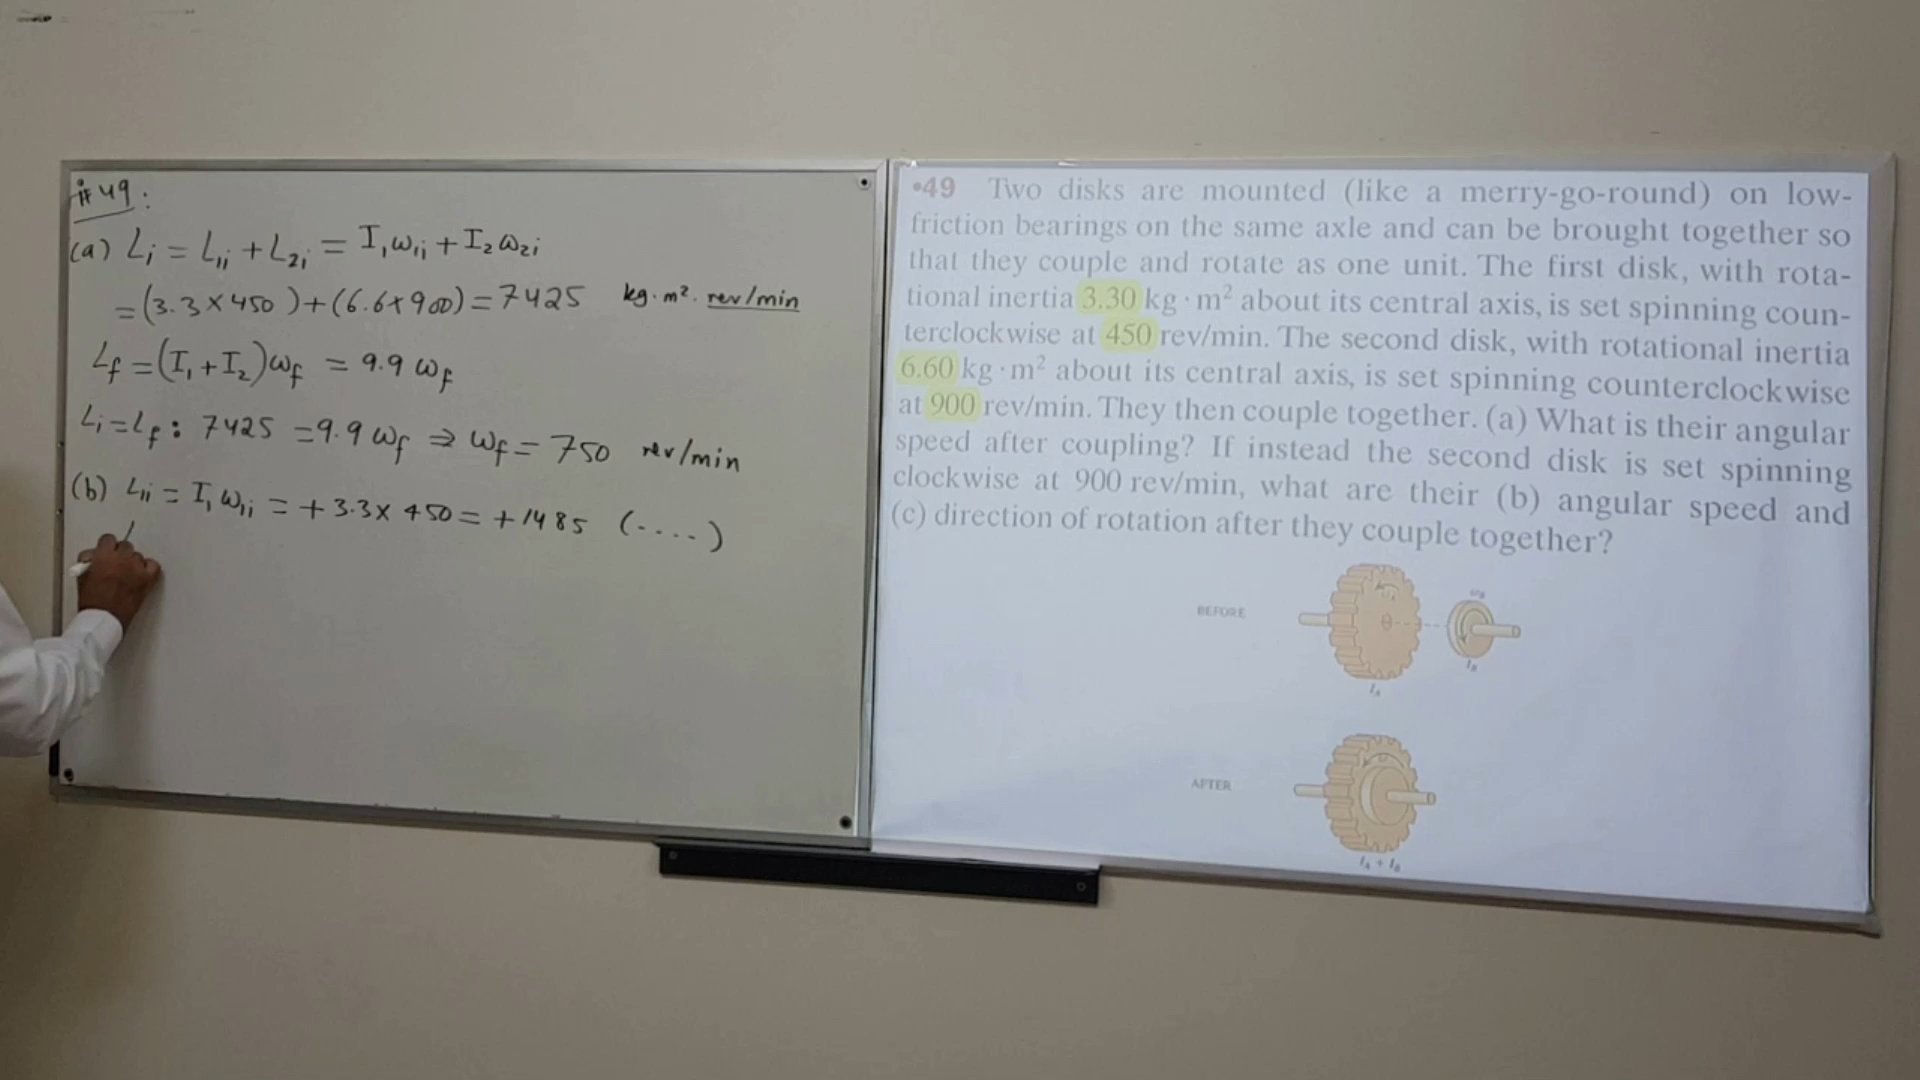 # 49:
(a) Li = L1i + L2i = I1ω1i + I2ω2i
= (3.3 × 450) + (6.6 × 900) = 7425 kg·m². rev/min
Lf = (I1 + I2)ωf = 9.9 ωf
Li = Lf : 7425 = 9.9 ωf ⇒ ωf = 750 rev/min
(b) L1i = I1 ω1i = +3.3 × 450 = +1485 (....)
•49 Two disks are mounted (like a merry-go-round) on low-
friction bearings on the same axle and can be brought together so
that they couple and rotate as one unit. The first disk, with rota-
tional inertia 3.30 kg · m² about its central axis, is set spinning coun-
terclockwise at 450 rev/min. The second disk, with rotational inertia
6.60 kg · m² about its central axis, is set spinning counterclockwise
at 900 rev/min. They then couple together. (a) What is their angular
speed after coupling? If instead the second disk is set spinning
clockwise at 900 rev/min, what are their (b) angular speed and
(c) direction of rotation after they couple together?
BEFORE
ωB
IB
IA
AFTER
IA + IB